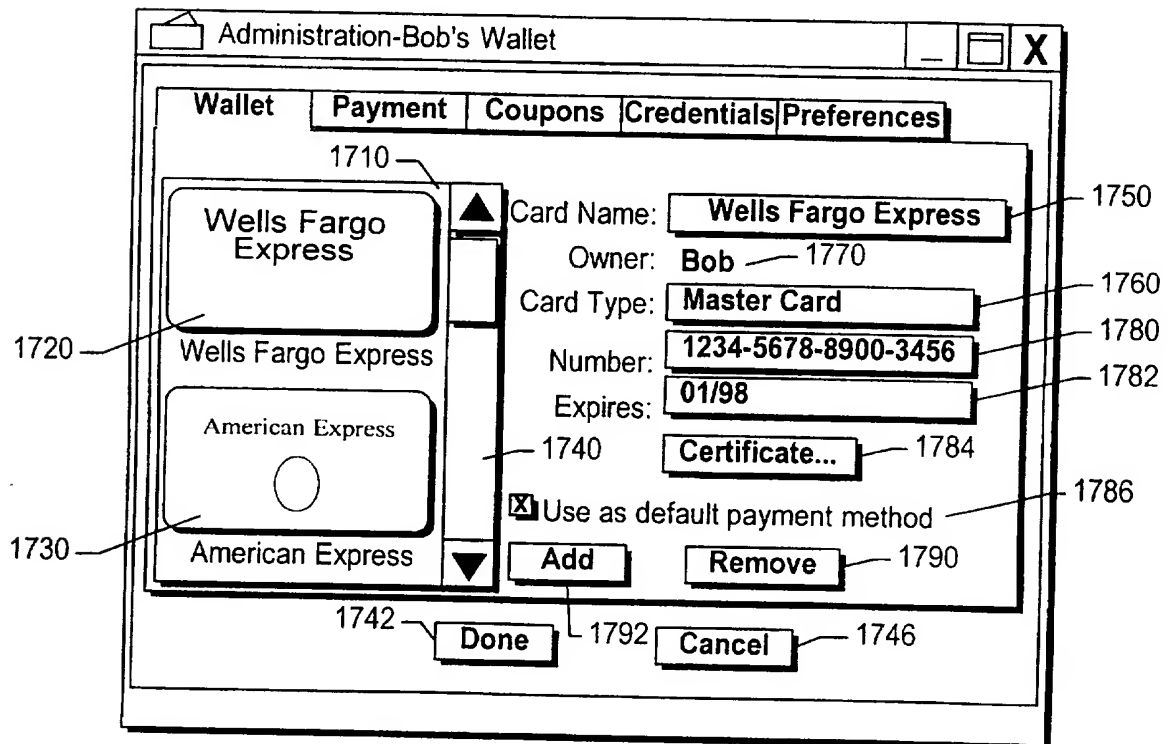 Administration-Bob's Wallet _ X
Wallet Payment Coupons Credentials Preferences
1710
Wells Fargo
Express
1720
Wells Fargo Express
American Express
1730
American Express
1740
Card Name: Wells Fargo Express 1750
Owner: Bob 1770
Card Type: Master Card 1760
Number: 1234-5678-8900-3456 1780
Expires: 01/98 1782
Certificate... 1784
X Use as default payment method 1786
Add 1792 Remove 1790
1742 Done Cancel 1746